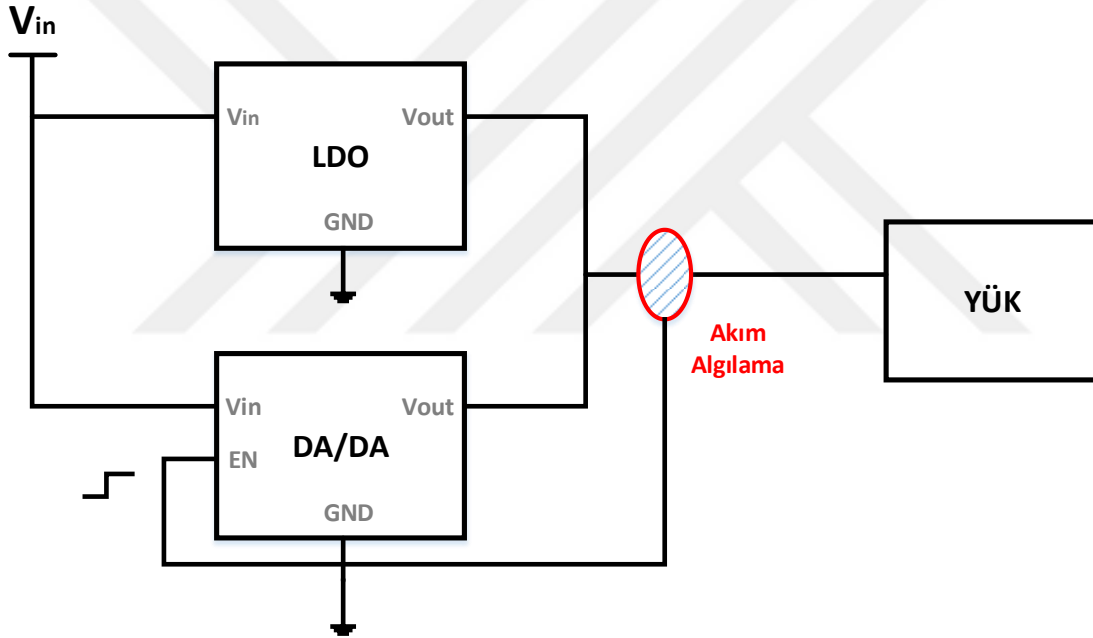 Vin
Vin
Vout
LDO
GND
YÜK
Akım
Algılama
Vin
Vout
DA/DA
EN
GND